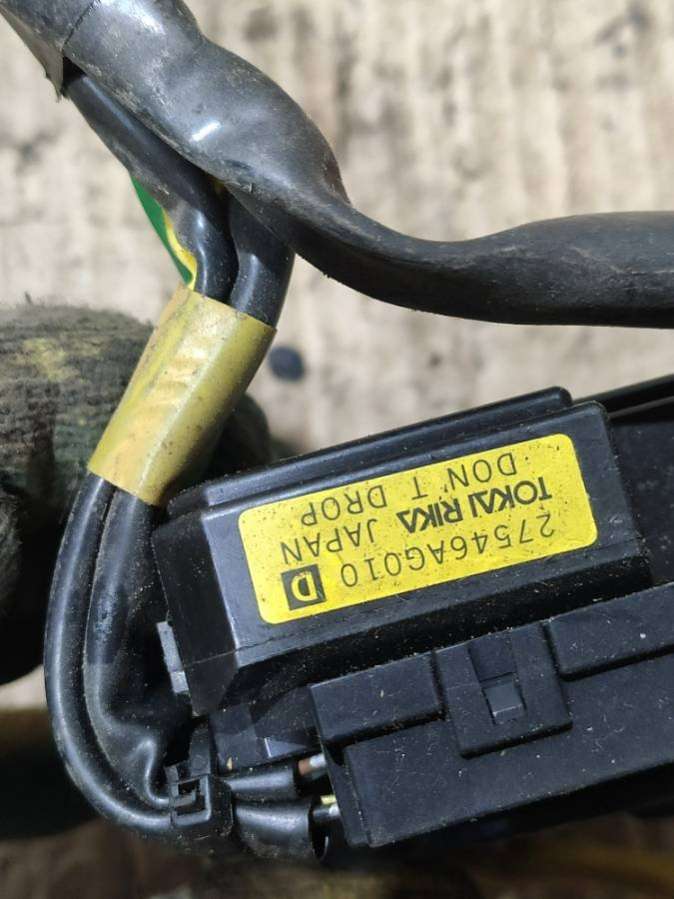 27546AG010 D
TOKAI RIKA JAPAN
DON'T DROP